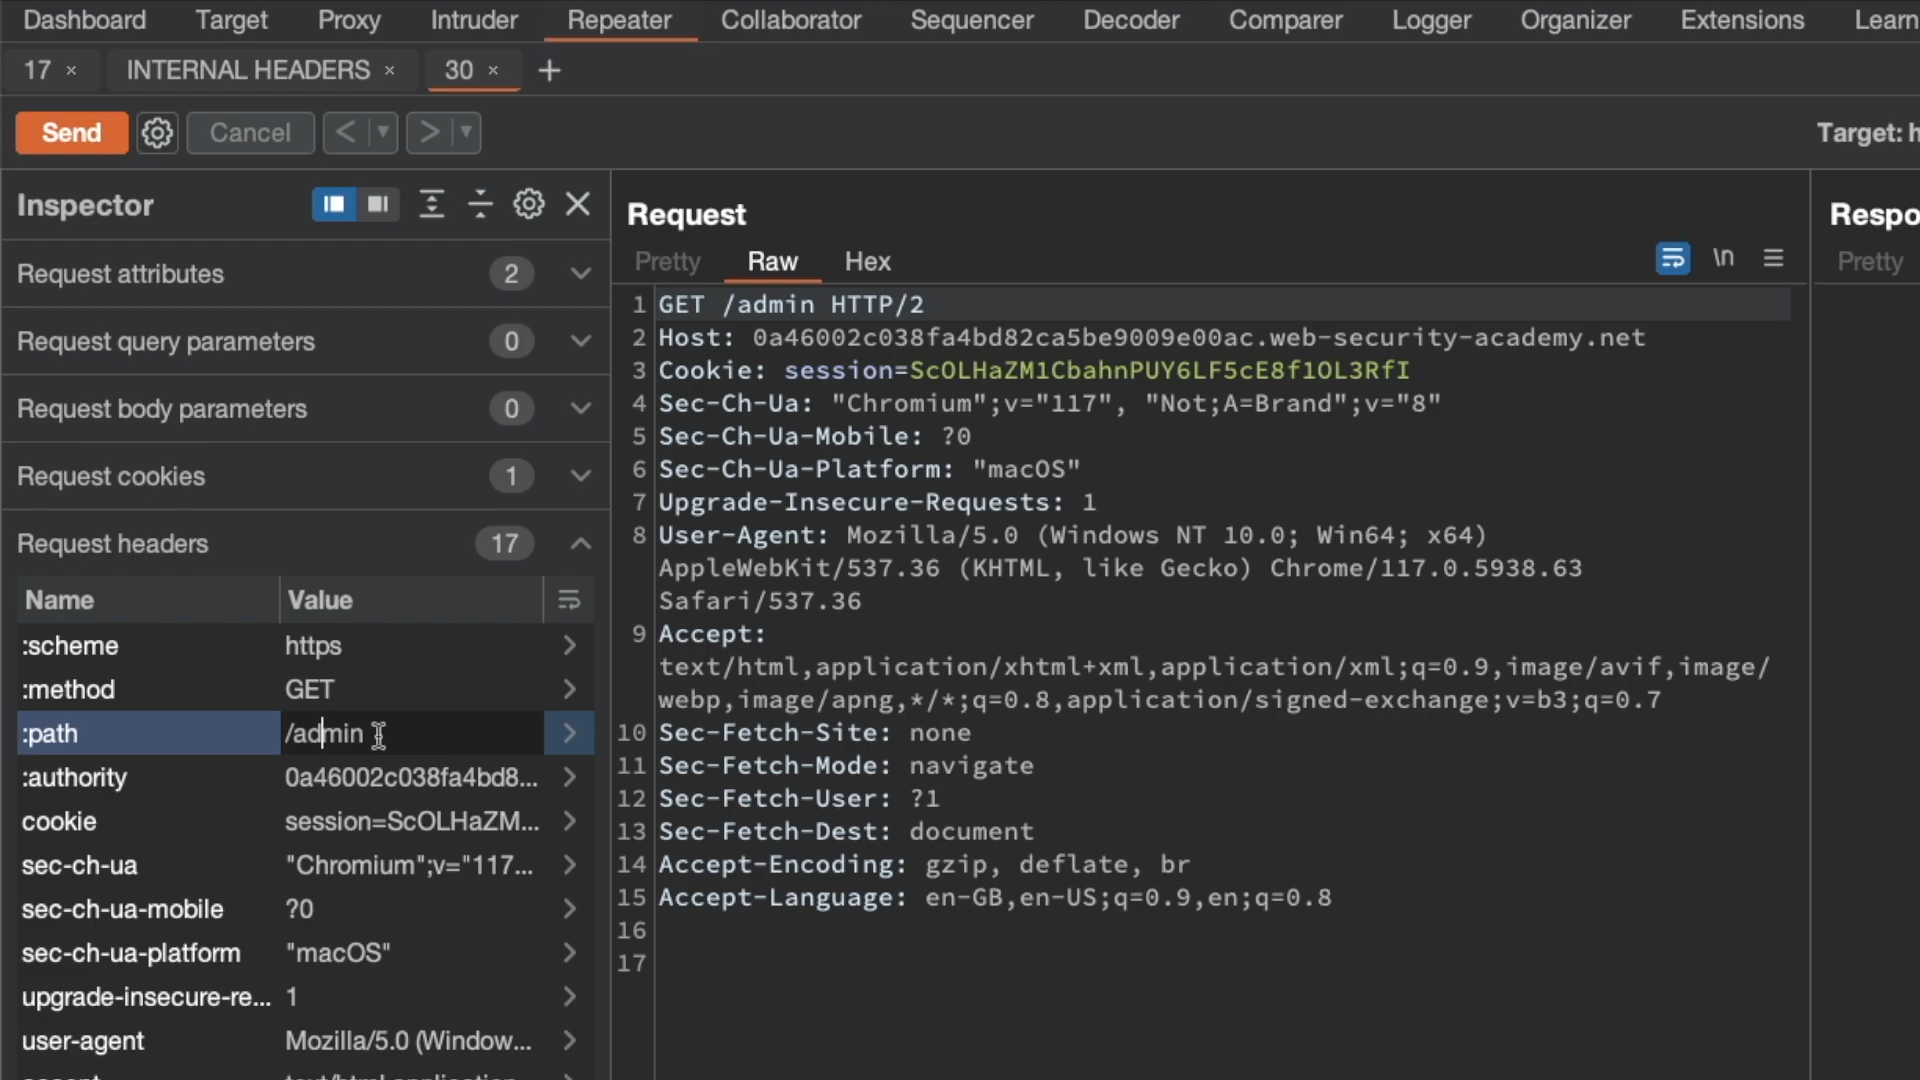 Dashboard Target Proxy Intruder Repeater Collaborator Sequencer Decoder Comparer Logger Organizer Extensions Learn
17 × INTERNAL HEADERS × 30 × +
Send Cancel < >
Target: h
Inspector
Request attributes 2
Request query parameters 0
Request body parameters 0
Request cookies 1
Request headers 17
Name Value
:scheme https
:method GET
:path /admin
:authority 0a46002c038fa4bd8...
cookie session=ScOLHaZM...
sec-ch-ua "Chromium";v="117...
sec-ch-ua-mobile ?0
sec-ch-ua-platform "macOS"
upgrade-insecure-re... 1
user-agent Mozilla/5.0 (Window...
Request
Pretty Raw Hex \n
1 GET /admin HTTP/2
2 Host: 0a46002c038fa4bd82ca5be9009e00ac.web-security-academy.net
3 Cookie: session=ScOLHaZM1CbahnPUY6LF5cE8f1OL3RfI
4 Sec-Ch-Ua: "Chromium";v="117", "Not;A=Brand";v="8"
5 Sec-Ch-Ua-Mobile: ?0
6 Sec-Ch-Ua-Platform: "macOS"
7 Upgrade-Insecure-Requests: 1
8 User-Agent: Mozilla/5.0 (Windows NT 10.0; Win64; x64)
AppleWebKit/537.36 (KHTML, like Gecko) Chrome/117.0.5938.63
Safari/537.36
9 Accept:
text/html,application/xhtml+xml,application/xml;q=0.9,image/avif,image/
webp,image/apng,*/*;q=0.8,application/signed-exchange;v=b3;q=0.7
10 Sec-Fetch-Site: none
11 Sec-Fetch-Mode: navigate
12 Sec-Fetch-User: ?1
13 Sec-Fetch-Dest: document
14 Accept-Encoding: gzip, deflate, br
15 Accept-Language: en-GB,en-US;q=0.9,en;q=0.8
16
17
Respo
Pretty